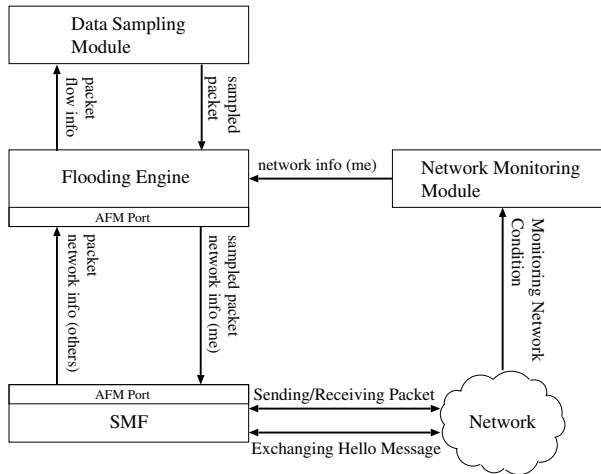 Data Sampling
Module
packet
flow info
sampled
packet
Flooding Engine
AFM Port
network info (me)
Network Monitoring
Module
packet
network info (others)
sampled packet
network info (me)
Monitoring Network
Condition
AFM Port
SMF
Sending/Receiving Packet
Exchanging Hello Message
Network